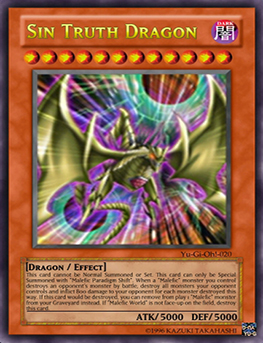 SIN TRUTH DRAGON
DARK
闇
Yu-Gi-Oh!-020
[Dragon / Effect]
This card cannot be Normal Summoned or Set. This card can only be Special
Summoned with "Malefic Paradigm Shift". When a "Malefic" monster you control
destroys an opponent's monster by battle, destroy all monsters your opponent
controls and inflict 800 damage to your opponent for each monster destroyed this
way. If this card would be destroyed, you can remove from play 1 "Malefic" monster
from your Graveyard instead. If "Malefic World" is not face-up on the field, destroy
this card.
ATK/ 5000 DEF/ 5000
©1996 KAZUKI TAKAHASHI